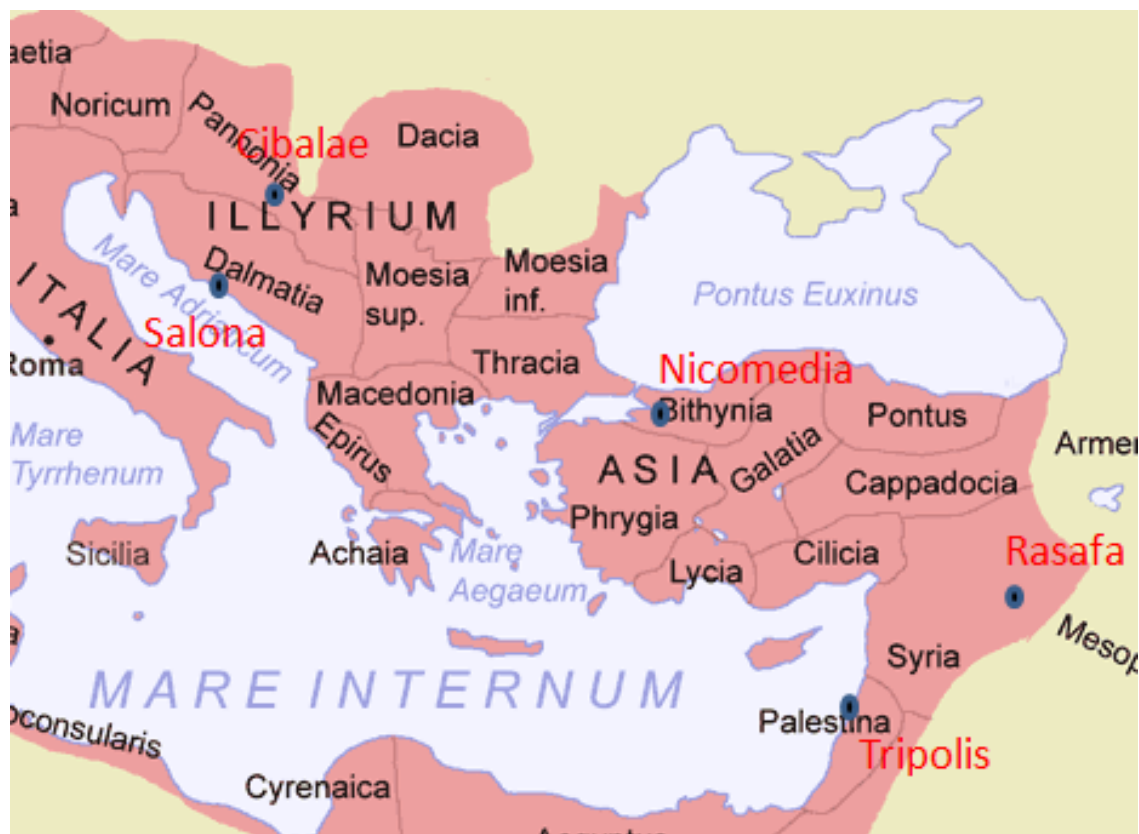 aetia
Noricum
Pannonia
Cibalae
Dacia
ILLYRIUM
Mare Adriaticum
Dalmatia
Moesia
sup.
Moesia
inf.
Pontus Euxinus
ITALIA
Salona
Roma
Thracia
Nicomedia
Macedonia
Bithynia
Pontus
Mare
Tyrrhenum
Epirus
ASIA
Galatia
Armen
Cappadocia
Phrygia
Sicilia
Achaia
Mare
Aegaeum
Lycia
Cilicia
Rasafa
Mesop
Syria
MARE INTERNUM
Palestina
Tripolis
oconsularis
Cyrenaica